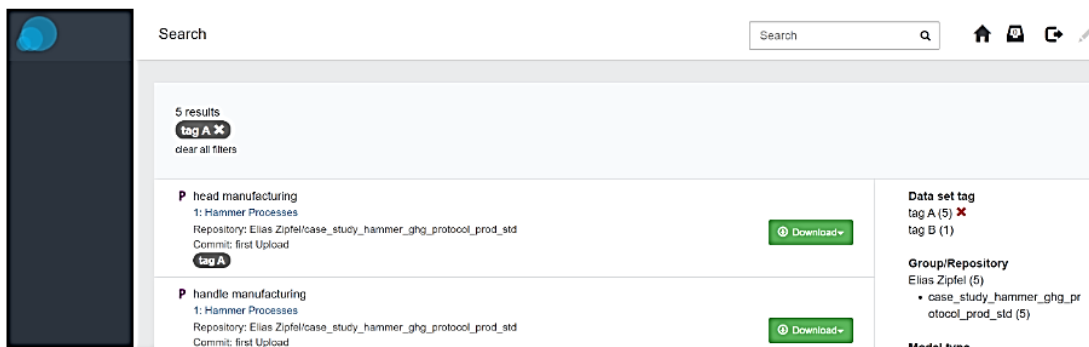 Search
Search
5 results
tag A ✖
clear all filters
P head manufacturing
1: Hammer Processes
Repository: Elias Zipfel/case_study_hammer_ghg_protocol_prod_std
Commit: first Upload
tag A
Download
P handle manufacturing
1: Hammer Processes
Repository: Elias Zipfel/case_study_hammer_ghg_protocol_prod_std
Commit: first Upload
Download
Data set tag
tag A (5) ✖
tag B (1)
Group/Repository
Elias Zipfel (5)
• case_study_hammer_ghg_pr
otocol_prod_std (5)
Model type